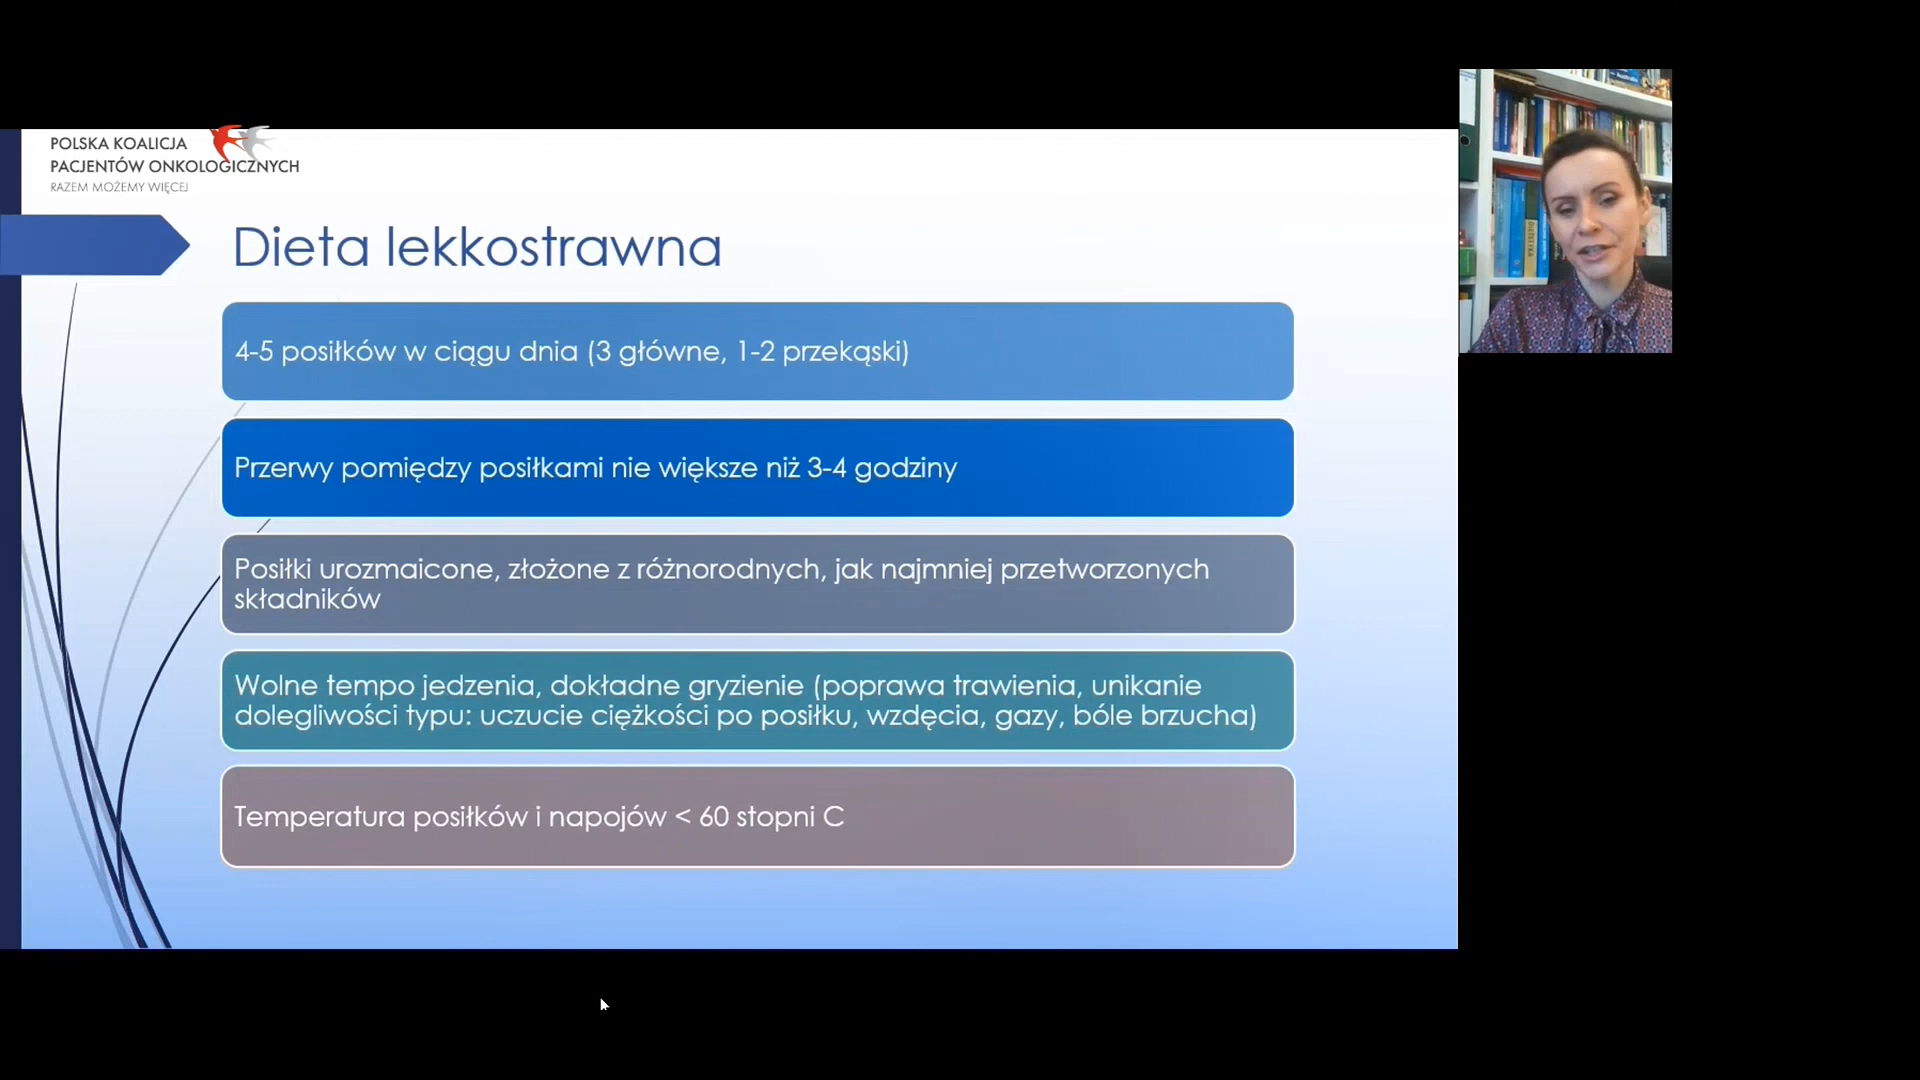 POLSKA KOALICJA
PACJENTÓW ONKOLOGICZNYCH
RAZEM MOŻEMY WIĘCEJ
Dieta lekkostrawna
4-5 posiłków w ciągu dnia (3 główne, 1-2 przekąski)
Przerwy pomiędzy posiłkami nie większe niż 3-4 godziny
Posiłki urozmaicone, złożone z różnorodnych, jak najmniej przetworzonych
składników
Wolne tempo jedzenia, dokładne gryzienie (poprawa trawienia, unikanie
dolegliwości typu: uczucie ciężkości po posiłku, wzdęcia, gazy, bóle brzucha)
Temperatura posiłków i napojów < 60 stopni C